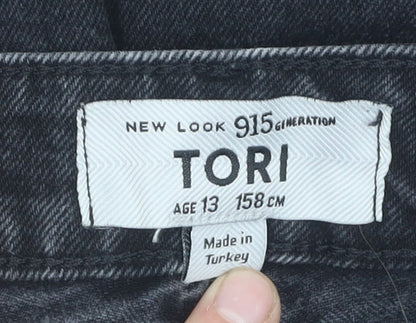 NEW LOOK 915 GENERATION
TORI
AGE 13 158 CM
Made in
Turkey